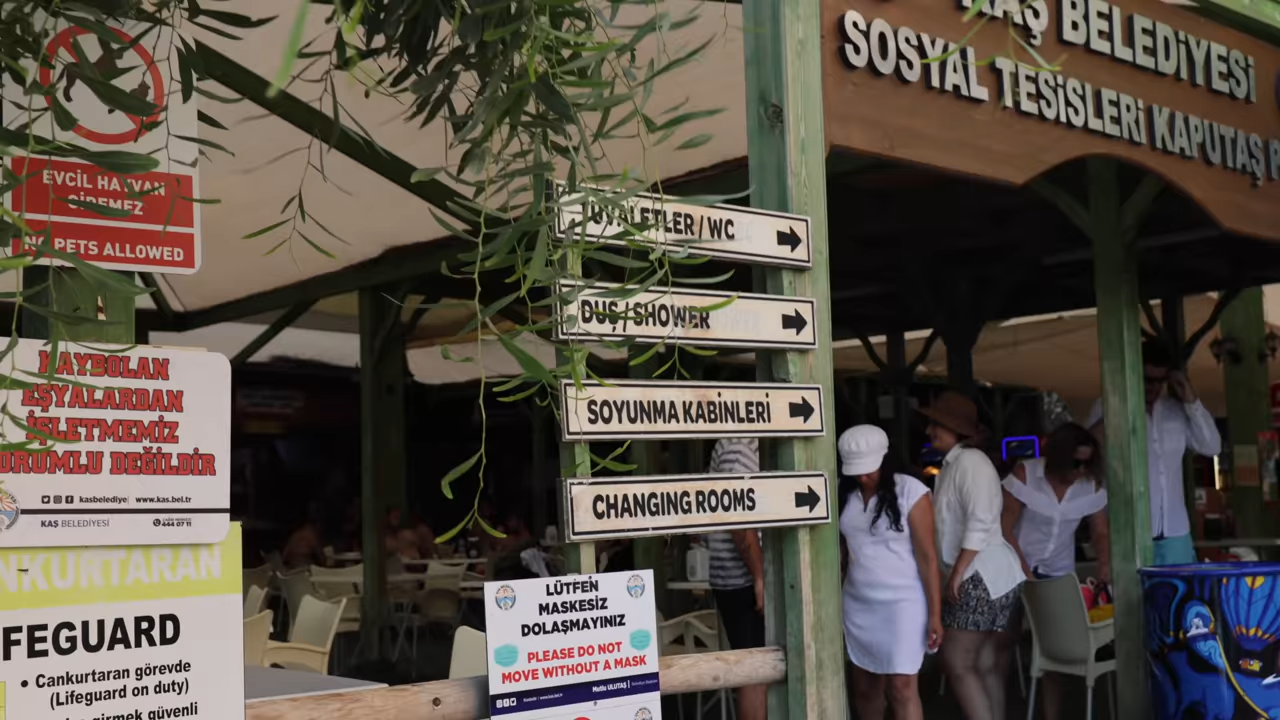 EVCİL HAYVAN
GİREMEZ
NO PETS ALLOWED
KAYBOLAN
EŞYALARDAN
İŞLETMEMİZ
SORUMLU DEĞİLDİR
kasbelediye| www.kas.bel.tr
KAŞ BELEDİYESİ
444 07 11
CANKURTARAN
LIFEGUARD
• Cankurtaran görevde
(Lifeguard on duty)
girmek güvenli
TUVALETLER / WC
DUŞ / SHOWER
SOYUNMA KABİNLERİ
CHANGING ROOMS
LÜTFEN
MASKESİZ
DOLAŞMAYINIZ
PLEASE DO NOT
MOVE WITHOUT A MASK
Mutlu ULUTAŞ
KAŞ BELEDİYESİ
SOSYAL TESİSLERİ KAPUTAŞ